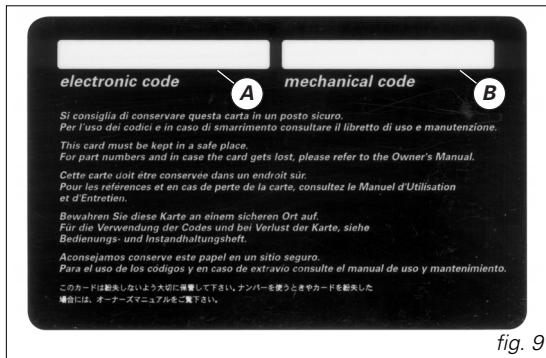 electronic code mechanical code
A B
Si consiglia di conservare questa carta in un posto sicuro.
Per l'uso dei codici e in caso di smarrimento consultare il libretto di uso e manutenzione.
This card must be kept in a safe place.
For part numbers and in case the card gets lost, please refer to the Owner's Manual.
Cette carte doit étre conservée dans un endroit súr.
Pour les références et en cas de perte de la carte, consultez le Manuel d'Utilisation
et d'Entretien.
Bewahren Sie diese Karte an einem sicheren Ort auf.
Für die Verwendung der Codes und bei Verlust der Karte, siehe
Bedienungs- und Instandhaltungsheft.
Aconsejamos conserve este papel en un sitio seguro.
Para el uso de los códigos y en caso de extravío consulte el manual de uso y mantenimiento.
このカードは紛失しないよう大切に保管して下さい。ナンバーを使うときやカードを紛失した
場合には、オーナーズマニュアルをご覧下さい。
fig. 9